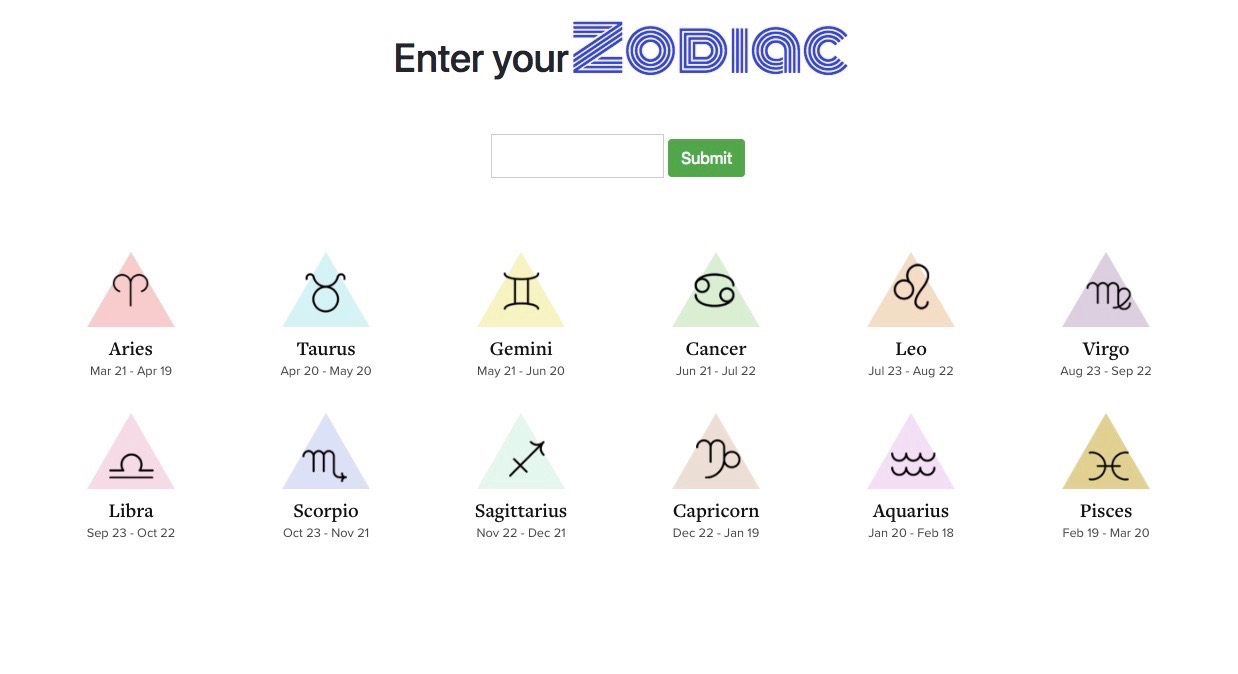 Enter your Zodiac
Submit
Aries Taurus Gemini Cancer Leo Virgo
Mar 21 - Apr 19 Apr 20 - May 20 May 21 - Jun 20 Jun 21 - Jul 22 Jul 23 - Aug 22 Aug 23 - Sep 22
Libra Scorpio Sagittarius Capricorn Aquarius Pisces
Sep 23 - Oct 22 Oct 23 - Nov 21 Nov 22 - Dec 21 Dec 22 - Jan 19 Jan 20 - Feb 18 Feb 19 - Mar 20